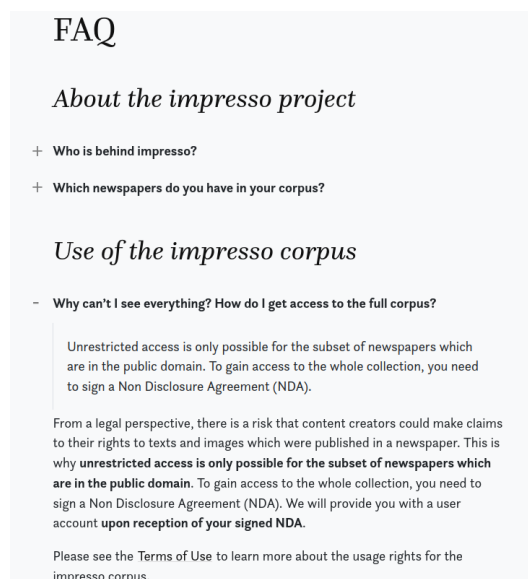 FAQ
About the impresso project
+ Who is behind impresso?
+ Which newspapers do you have in your corpus?
Use of the impresso corpus
- Why can't I see everything? How do I get access to the full corpus?
Unrestricted access is only possible for the subset of newspapers which
are in the public domain. To gain access to the whole collection, you need
to sign a Non Disclosure Agreement (NDA).
From a legal perspective, there is a risk that content creators could make claims
to their rights to texts and images which were published in a newspaper. This is
why unrestricted access is only possible for the subset of newspapers which
are in the public domain. To gain access to the whole collection, you need to
sign a Non Disclosure Agreement (NDA). We will provide you with a user
account upon reception of your signed NDA.
Please see the Terms of Use to learn more about the usage rights for the
impresso corpus.